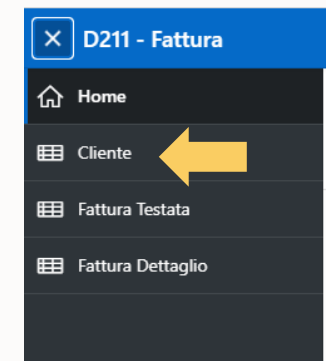 D211 - Fattura
Home
Cliente
Fattura Testata
Fattura Dettaglio